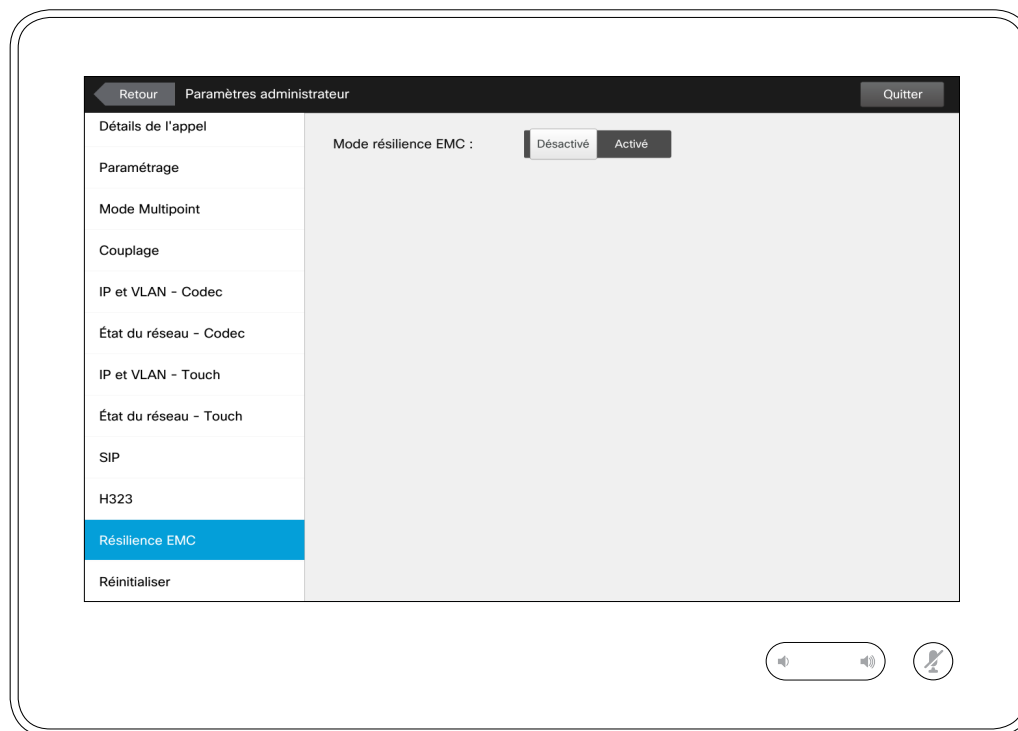 Retour Paramètres administrateur Quitter
Détails de l'appel
Mode résilience EMC : Désactivé Activé
Paramétrage
Mode Multipoint
Couplage
IP et VLAN - Codec
État du réseau - Codec
IP et VLAN - Touch
État du réseau - Touch
SIP
H323
Résilience EMC
Réinitialiser